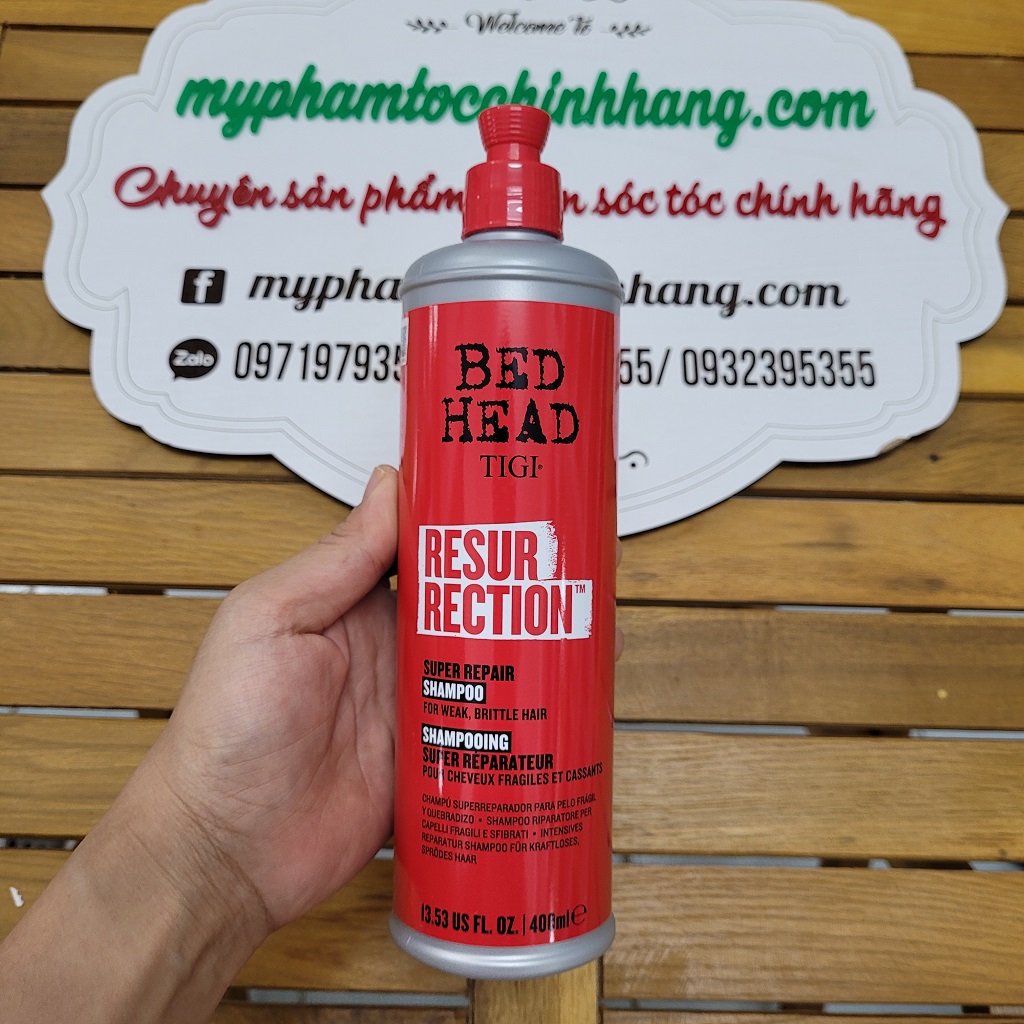 Welcome To
myphamtocchinhhang.com
Chuyên sản phẩm sóc tóc chính hãng
mypha hang.com
Zalo 097197935 55/ 0932395355
BED
HEAD
TIGI
RESUR
RECTION™
SUPER REPAIR
SHAMPOO
FOR WEAK, BRITTLE HAIR
SHAMPOOING
SUPER RÉPARATEUR
POUR CHEVEUX FRAGILES ET CASSANTS
CHAMPÚ SUPERREPARADOR PARA PELO FRÁGIL
Y QUEBRADIZO • SHAMPOO RIPARATORE PER
CAPELLI FRAGILI E SFIBRATI • INTENSIVES
REPARATUR SHAMPOO FÜR KRAFTLOSES,
SPRÖDES HAAR
13.53 US FL. OZ. | 400ml ℮